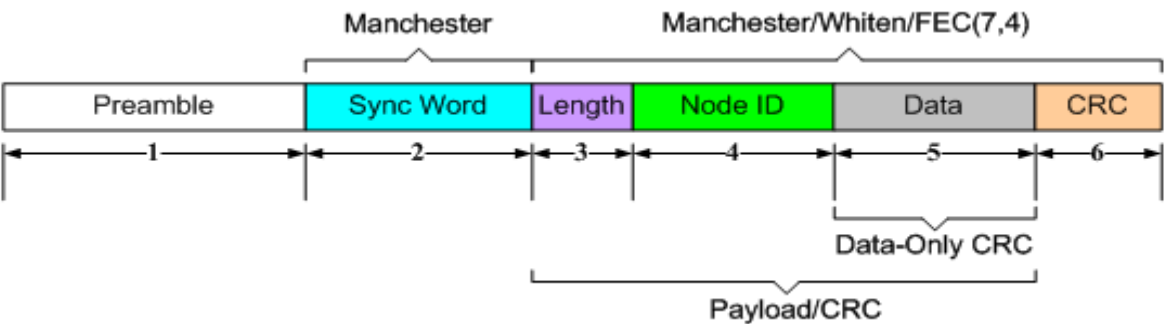 Manchester
Manchester/Whiten/FEC(7,4)
Preamble
Sync Word
Length
Node ID
Data
CRC
1
2
3
4
5
6
Data-Only CRC
Payload/CRC